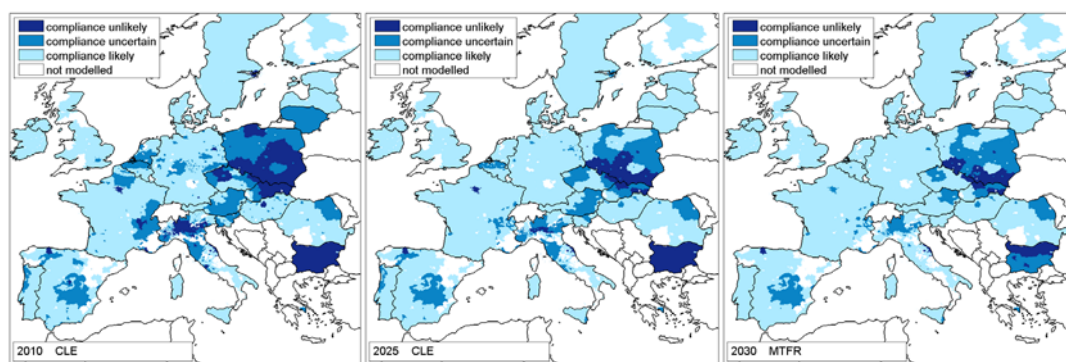 compliance unlikely
compliance uncertain
compliance likely
not modelled
2010 CLE
compliance unlikely
compliance uncertain
compliance likely
not modelled
2025 CLE
compliance unlikely
compliance uncertain
compliance likely
not modelled
2030 MTFR